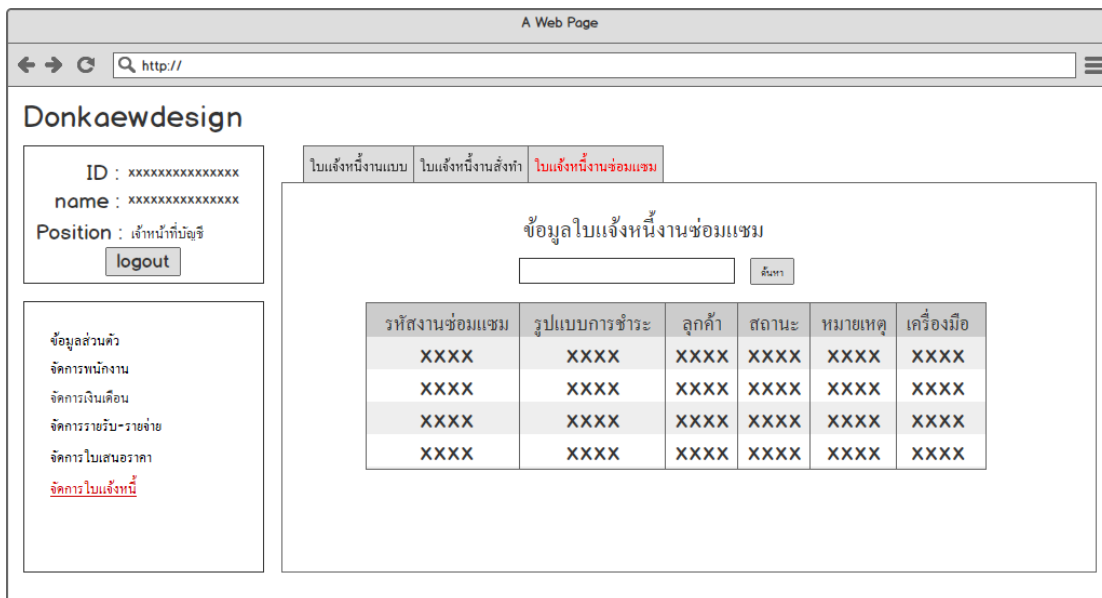 A Web Page
http://
Donkaewdesign
ID : xxxxxxxxxxxxxxx
name : xxxxxxxxxxxxxxx
Position : เจ้าหน้าที่บัญชี
logout
ข้อมูลส่วนตัว
จัดการพนักงาน
จัดการเงินเดือน
จัดการรายรับ-รายจ่าย
จัดการใบเสนอราคา
จัดการใบแจ้งหนี้
ใบแจ้งหนี้งานแบบ ใบแจ้งหนี้งานสั่งทำ ใบแจ้งหนี้งานซ่อมแซม
ข้อมูลใบแจ้งหนี้งานซ่อมแซม
ค้นหา
รหัสงานซ่อมแซม รูปแบบการชำระ ลูกค้า สถานะ หมายเหตุ เครื่องมือ
xxxx xxxx xxxx xxxx xxxx xxxx
xxxx xxxx xxxx xxxx xxxx xxxx
xxxx xxxx xxxx xxxx xxxx xxxx
xxxx xxxx xxxx xxxx xxxx xxxx